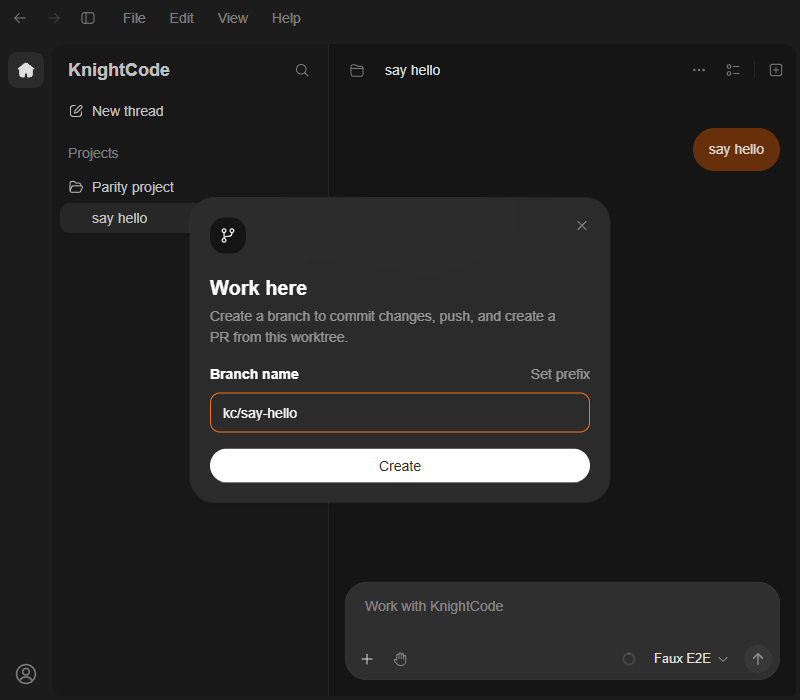 File Edit View Help
KnightCode
New thread
Projects
Parity project
say hello
say hello
say hello
Work here
Create a branch to commit changes, push, and create a
PR from this worktree.
Branch name Set prefix
kc/say-hello
Create
Work with KnightCode
Faux E2E